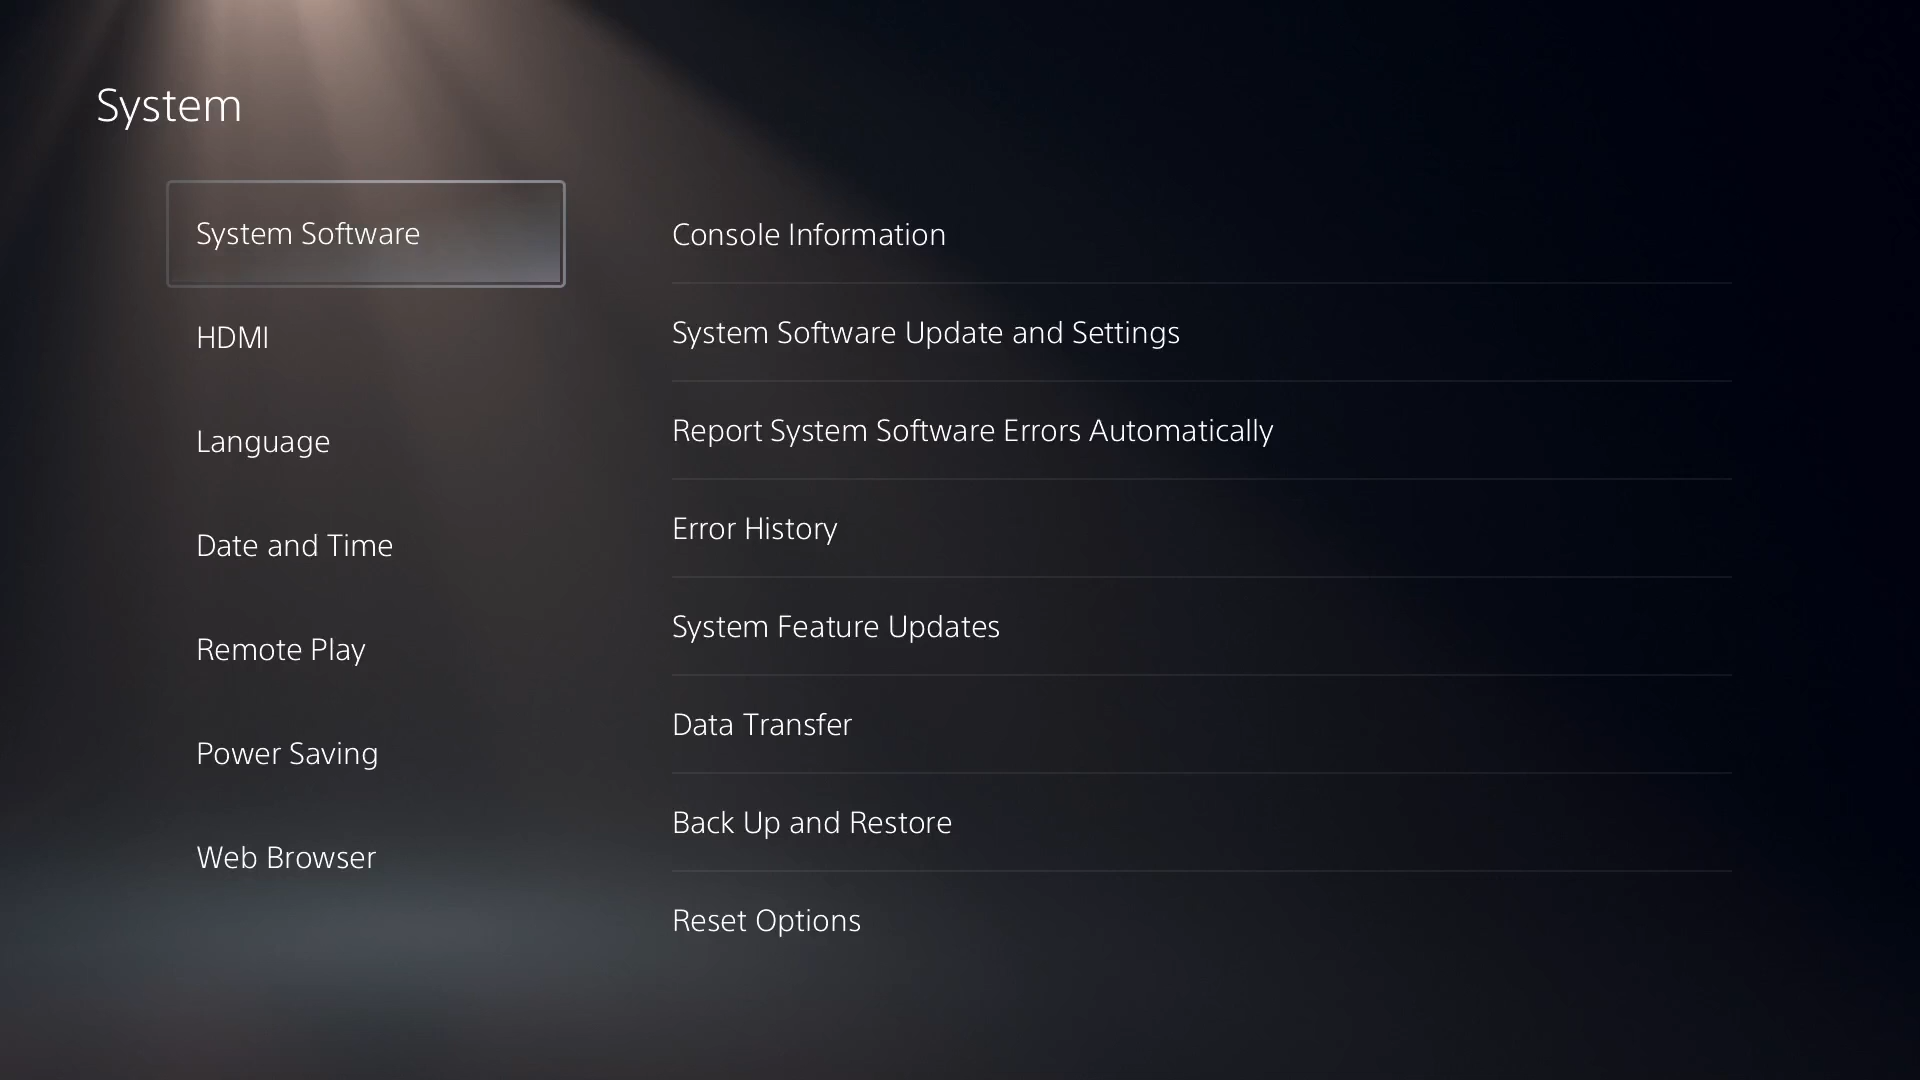 System
System Software
HDMI
Language
Date and Time
Remote Play
Power Saving
Web Browser
Console Information
System Software Update and Settings
Report System Software Errors Automatically
Error History
System Feature Updates
Data Transfer
Back Up and Restore
Reset Options